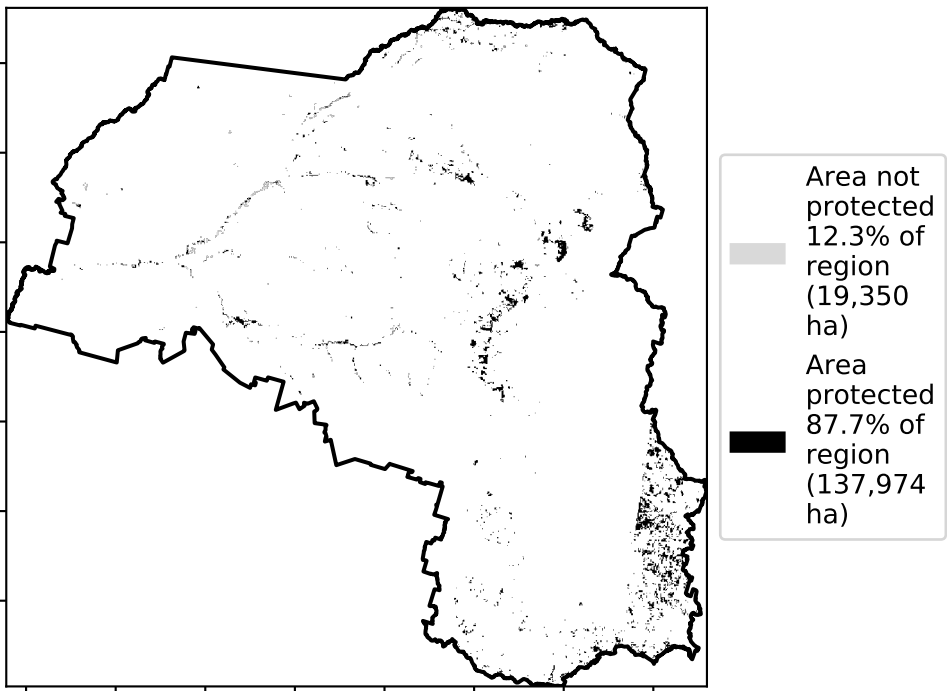 Area not
protected
12.3% of
region
(19,350
ha)
Area
protected
87.7% of
region
(137,974
ha)